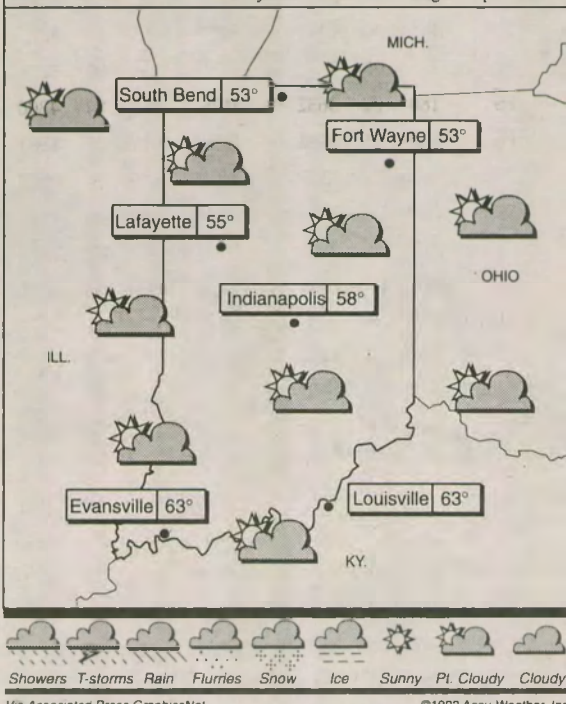 MICH.
South Bend 53°
Fort Wayne 53°
Lafayette 55°
OHIO
Indianapolis 58°
ILL.
Evansville 63°
Louisville 63°
KY.
Showers T-storms Rain Flurries Snow Ice Sunny Pt. Cloudy Cloudy
Via Associated Press GraphicsNet
Accu-Weather, Inc